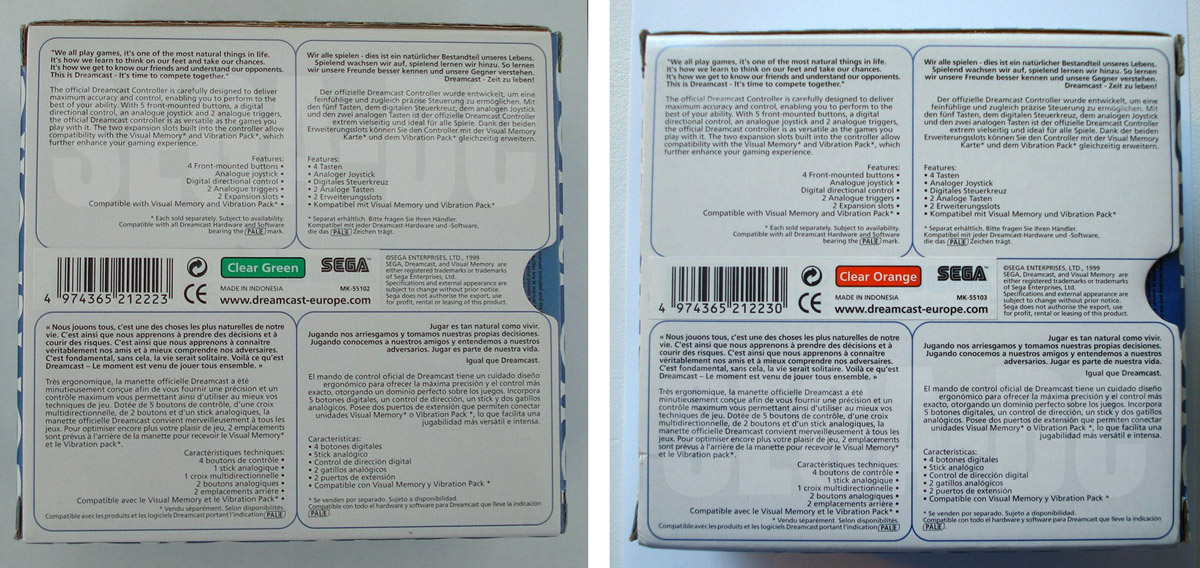 "We all play games, it's one of the most natural things in life.
It's how we learn to think on our feet and take our chances.
It's how we get to know our friends and understand our opponents.
This is Dreamcast - It's time to compete together."
The official Dreamcast Controller is carefully designed to deliver
maximum accuracy and control, enabling you to perform to the
best of your ability. With 5 front-mounted buttons, a digital
directional control, an analogue joystick and 2 analogue triggers,
the official Dreamcast Controller is as versatile as the games you
play with it. The two expansion slots built into the controller allow
compatibility with the Visual Memory* and Vibration Pack*, which
further enhance your gaming experience.
Features:
4 Front-mounted buttons •
Analogue joystick •
Digital directional control •
2 Analogue triggers •
2 Expansion slots •
Compatible with Visual Memory and Vibration Pack* •
* Each sold separately. Subject to availability.
Compatible with all Dreamcast Hardware and Software
bearing the PAL/E mark.
Wir alle spielen - dies ist ein natürlicher Bestandteil unseres Lebens.
Spielend wachsen wir auf, spielend lernen wir hinzu. So lernen
wir unsere Freunde besser kennen und unsere Gegner verstehen.
Dreamcast - Zeit zu leben!
Der offizielle Dreamcast Controller wurde entwickelt, um eine
feinfühlige und zugleich präzise Steuerung zu ermöglichen. Mit
den fünf Tasten, dem digitalen Steuerkreuz, dem analogen Joystick
und den zwei analogen Tasten ist der offizielle Dreamcast Controller
extrem vielseitig und ideal für alle Spiele. Dank der beiden
Erweiterungsslots können Sie den Controller mit der Visual Memory
Karte* und dem Vibration Pack* gleichzeitig erweitern.
Features:
• 4 Tasten
• Analoger Joystick
• Digitales Steuerkreuz
• 2 Analoge Tasten
• 2 Erweiterungsslots
• Kompatibel mit Visual Memory und Vibration Pack*
* Separat erhältlich. Bitte fragen Sie Ihren Händler.
Kompatibel mit jeder Dreamcast-Hardware und -Software,
die das PAL/E Zeichen trägt.
4 974365 212223
Clear Green
MADE IN INDONESIA
CE
SEGA™
MK-55102
www.dreamcast-europe.com
©SEGA ENTERPRISES, LTD., 1999
SEGA, Dreamcast, and Visual Memory are
either registered trademarks or trademarks
of Sega Enterprises, Ltd.
Specifications and external appearance are
subject to change without prior notice.
Sega does not authorise the export, use
for profit, rental or leasing of this product.
« Nous jouons tous, c'est une des choses les plus naturelles de notre
vie. C'est ainsi que nous apprenons à prendre des décisions et à
courir des risques. C'est ainsi que nous apprenons à connaître
véritablement nos amis et à mieux comprendre nos adversaires.
C'est fondamental, sans cela, la vie serait solitaire. Voilà ce qu'est
Dreamcast – Le moment est venu de jouer tous ensemble. »
Très ergonomique, la manette officielle Dreamcast a été
minutieusement conçue afin de vous fournir une précision et un
contrôle maximum vous permettant ainsi d'utiliser au mieux vos
techniques de jeu. Dotée de 5 boutons de contrôle, d'une croix
multidirectionnelle, de 2 boutons et d'un stick analogiques, la
manette officielle Dreamcast convient merveilleusement à tous les
jeux. Pour optimiser encore plus votre plaisir de jeu, 2 emplacements
sont prévus à l'arrière de la manette pour recevoir le Visual Memory*
et le Vibration pack*.
Caractéristiques techniques:
4 boutons de contrôle •
1 stick analogique •
1 croix multidirectionnelle •
2 boutons analogiques •
2 emplacements arrière •
Compatible avec le Visual Memory et le Vibration Pack* •
* Vendu séparément. Selon disponibilités.
Compatible avec les produits et les logiciels Dreamcast portant l'indication PAL/E
Jugar es tan natural como vivir.
Jugando nos arriesgamos y tomamos nuestras propias decisiones.
Jugando conocemos a nuestros amigos y entendemos a nuestros
adversarios. Jugar es parte de nuestra vida.
Igual que Dreamcast.
El mando de control oficial de Dreamcast tiene un cuidado diseño
ergonómico para ofrecer la máxima precisión y el control más
exacto, otorgando un dominio perfecto sobre los juegos. Incorpora
5 botones digitales, un control de dirección, un stick y dos gatillos
analógicos. Posee dos puertos de extensión que permiten conectar
unidades Visual Memory* o Vibration Pack *, lo que facilita una
jugabilidad más versátil e intensa.
Caracteristicas:
• 4 botones digitales
• Stick analógico
• Control de dirección digital
• 2 gatillos analógicos
• 2 puertos de extensión
• Compatible con Visual Memory y Vibration Pack *
* Se venden por separado. Sujeto a disponibilidad.
Compatible con todo el hardware y software para Dreamcast que lleve la indicación
PAL/E.
"We all play games, it's one of the most natural things in life.
It's how we learn to think on our feet and take our chances.
It's how we get to know our friends and understand our opponents.
This is Dreamcast - It's time to compete together."
The official Dreamcast Controller is carefully designed to deliver
maximum accuracy and control, enabling you to perform to the
best of your ability. With 5 front-mounted buttons, a digital
directional control, an analogue joystick and 2 analogue triggers,
the official Dreamcast Controller is as versatile as the games you
play with it. The two expansion slots built into the controller allow
compatibility with the Visual Memory* and Vibration Pack*, which
further enhance your gaming experience.
Features:
4 Front-mounted buttons •
Analogue joystick •
Digital directional control •
2 Analogue triggers •
2 Expansion slots •
Compatible with Visual Memory and Vibration Pack* •
* Each sold separately. Subject to availability.
Compatible with all Dreamcast Hardware and Software
bearing the PAL/E mark.
Wir alle spielen - dies ist ein natürlicher Bestandteil unseres Lebens.
Spielend wachsen wir auf, spielend lernen wir hinzu. So lernen
wir unsere Freunde besser kennen und unsere Gegner verstehen.
Dreamcast - Zeit zu leben!
Der offizielle Dreamcast Controller wurde entwickelt, um eine
feinfühlige und zugleich präzise Steuerung zu ermöglichen. Mit
den fünf Tasten, dem digitalen Steuerkreuz, dem analogen Joystick
und den zwei analogen Tasten ist der offizielle Dreamcast Controller
extrem vielseitig und ideal für alle Spiele. Dank der beiden
Erweiterungsslots können Sie den Controller mit der Visual Memory
Karte* und dem Vibration Pack* gleichzeitig erweitern.
Features:
• 4 Tasten
• Analoger Joystick
• Digitales Steuerkreuz
• 2 Analoge Tasten
• 2 Erweiterungsslots
• Kompatibel mit Visual Memory und Vibration Pack*
* Separat erhältlich. Bitte fragen Sie Ihren Händler.
Kompatibel mit jeder Dreamcast-Hardware und -Software,
die das PAL/E Zeichen trägt.
4 974365 212230
Clear Orange
MADE IN INDONESIA
CE
SEGA™
MK-55103
www.dreamcast-europe.com
©SEGA ENTERPRISES, LTD., 1999
SEGA, Dreamcast, and Visual Memory are
either registered trademarks or trademarks
of Sega Enterprises, Ltd.
Specifications and external appearance are
subject to change without prior notice.
Sega does not authorise the export, use
for profit, rental or leasing of this product.
« Nous jouons tous, c'est une des choses les plus naturelles de notre
vie. C'est ainsi que nous apprenons à prendre des décisions et à
courir des risques. C'est ainsi que nous apprenons à connaître
véritablement nos amis et à mieux comprendre nos adversaires.
C'est fondamental, sans cela, la vie serait solitaire. Voilà ce qu'est
Dreamcast – Le moment est venu de jouer tous ensemble. »
Très ergonomique, la manette officielle Dreamcast a été
minutieusement conçue afin de vous fournir une précision et un
contrôle maximum vous permettant ainsi d'utiliser au mieux vos
techniques de jeu. Dotée de 5 boutons de contrôle, d'une croix
multidirectionnelle, de 2 boutons et d'un stick analogiques, la
manette officielle Dreamcast convient merveilleusement à tous les
jeux. Pour optimiser encore plus votre plaisir de jeu, 2 emplacements
sont prévus à l'arrière de la manette pour recevoir le Visual Memory*
et le Vibration pack*.
Caractéristiques techniques:
4 boutons de contrôle •
1 stick analogique •
1 croix multidirectionnelle •
2 boutons analogiques •
2 emplacements arrière •
Compatible avec le Visual Memory et le Vibration Pack* •
* Vendu séparément. Selon disponibilités.
Compatible avec les produits et les logiciels Dreamcast portant l'indication PAL/E
Jugar es tan natural como vivir.
Jugando nos arriesgamos y tomamos nuestras propias decisiones.
Jugando conocemos a nuestros amigos y entendemos a nuestros
adversarios. Jugar es parte de nuestra vida.
Igual que Dreamcast.
El mando de control oficial de Dreamcast tiene un cuidado diseño
ergonómico para ofrecer la máxima precisión y el control más
exacto, otorgando un dominio perfecto sobre los juegos. Incorpora
5 botones digitales, un control de dirección, un stick y dos gatillos
analógicos. Posee dos puertos de extensión que permiten conectar
unidades Visual Memory* o Vibration Pack *, lo que facilita una
jugabilidad más versátil e intensa.
Caracteristicas:
• 4 botones digitales
• Stick analógico
• Control de dirección digital
• 2 gatillos analógicos
• 2 puertos de extensión
• Compatible con Visual Memory y Vibration Pack *
* Se venden por separado. Sujeto a disponibilidad.
Compatible con todo el hardware y software para Dreamcast que lleve la indicación
PAL/E.